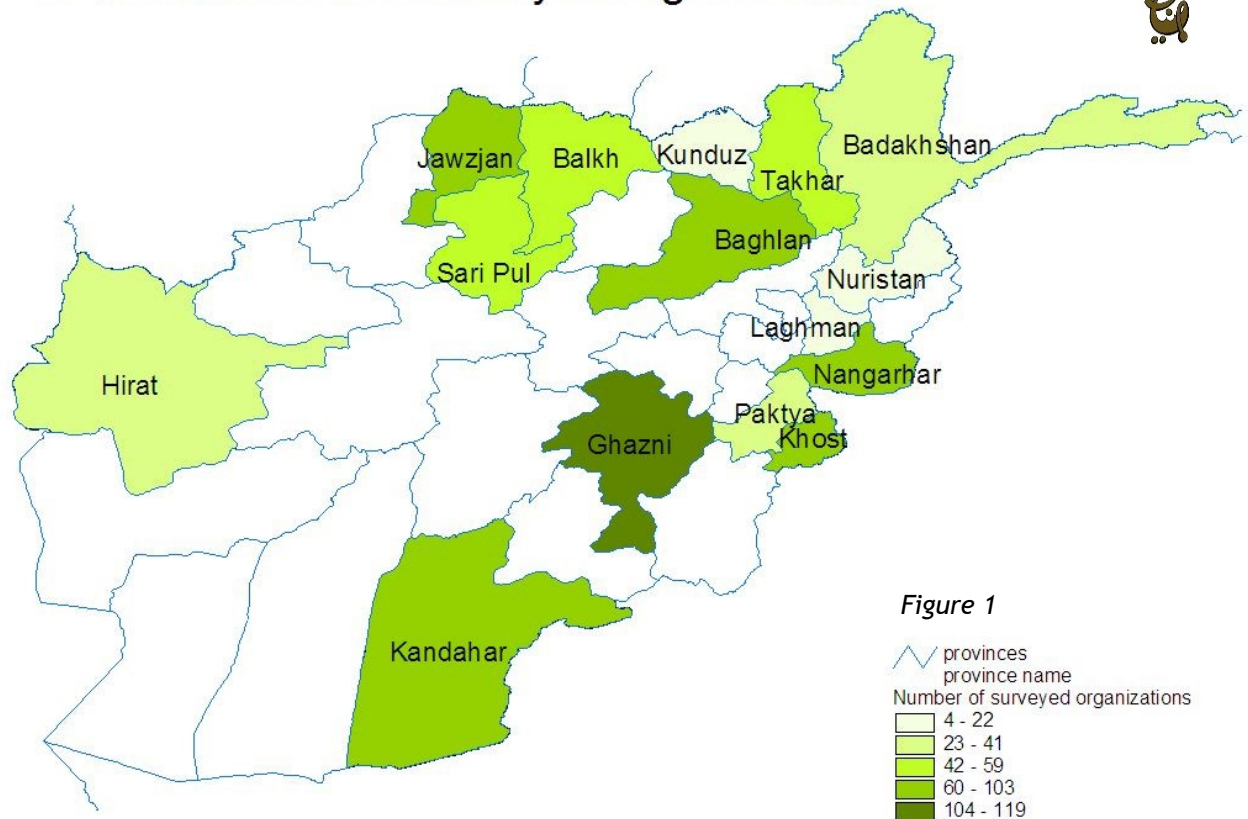 Jawzjan
Balkh
Kunduz
Takhar
Badakhshan
Baghlan
Sari Pul
Nuristan
Laghman
Nangarhar
Hirat
Paktya
Khost
Ghazni
Kandahar
Figure 1
provinces
province name
Number of surveyed organizations
4 - 22
23 - 41
42 - 59
60 - 103
104 - 119